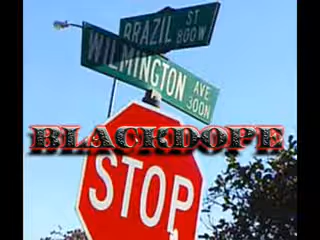 BRAZIL ST
800W
WILMINGTON AVE
300N
BLACKDOPE
STOP